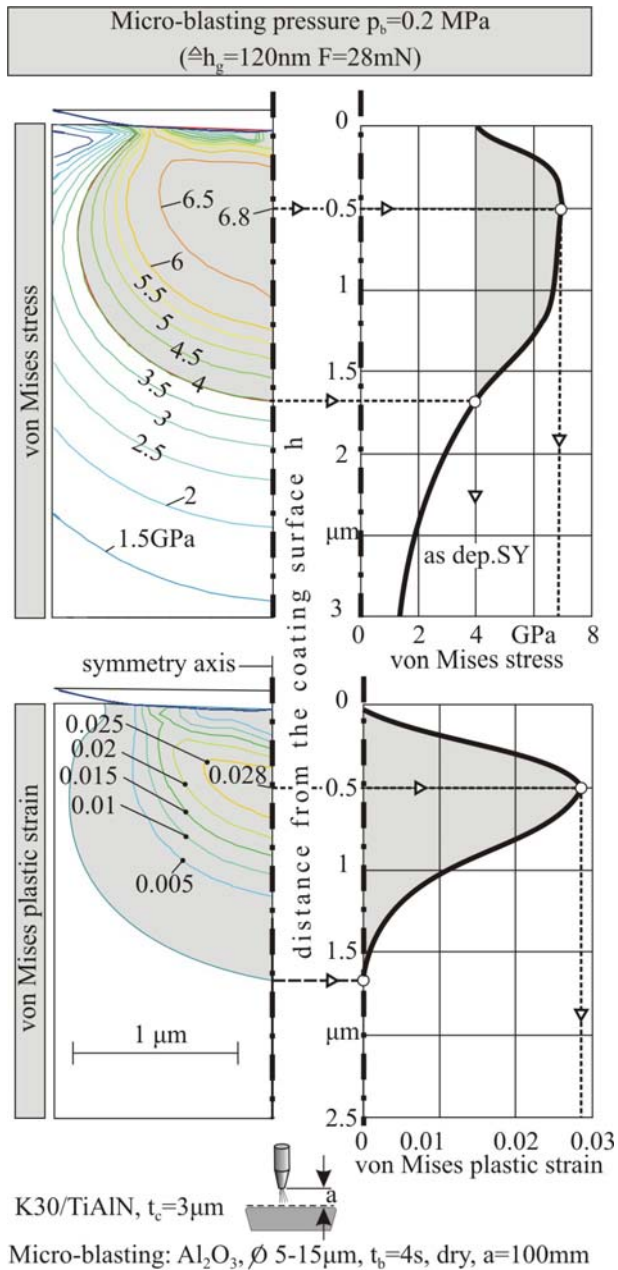 Micro-blasting pressure p_b=0.2 MPa
(△h_g=120nm F=28mN)
von Mises stress
6.5
6.8
6
5.5
5
4.5
4
3.5
3
2.5
2
1.5GPa
0
0.5
1
1.5
2
μm
3
as dep.SY
0 2 4 GPa 8
von Mises stress
distance from the coating surface h
symmetry axis
von Mises plastic strain
0.025
0.02
0.028
0.015
0.01
0.005
1 μm
0
0.5
1
1.5
μm
2.5
0 0.01 0.02 0.03
von Mises plastic strain
a
K30/TiAlN, t_c=3μm
Micro-blasting: Al₂O₃, Ø 5-15μm, t_b=4s, dry, a=100mm